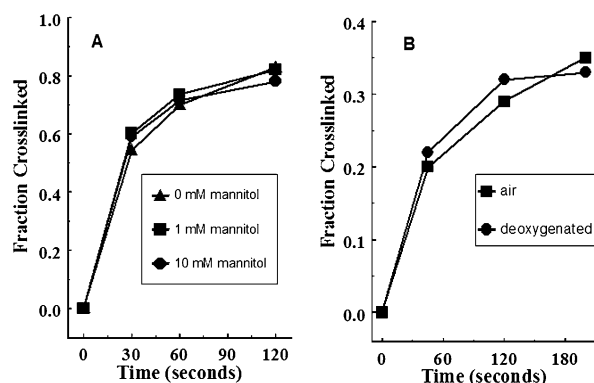 A
Fraction Crosslinked
1.0
0.8
0.6
0.4
0.2
0.0
0 mM mannitol
1 mM mannitol
10 mM mannitol
0 30 60 90 120
Time (seconds)
B
Fraction Crosslinked
0.4
0.3
0.2
0.1
0.0
air
deoxygenated
0 60 120 180
Time (seconds)